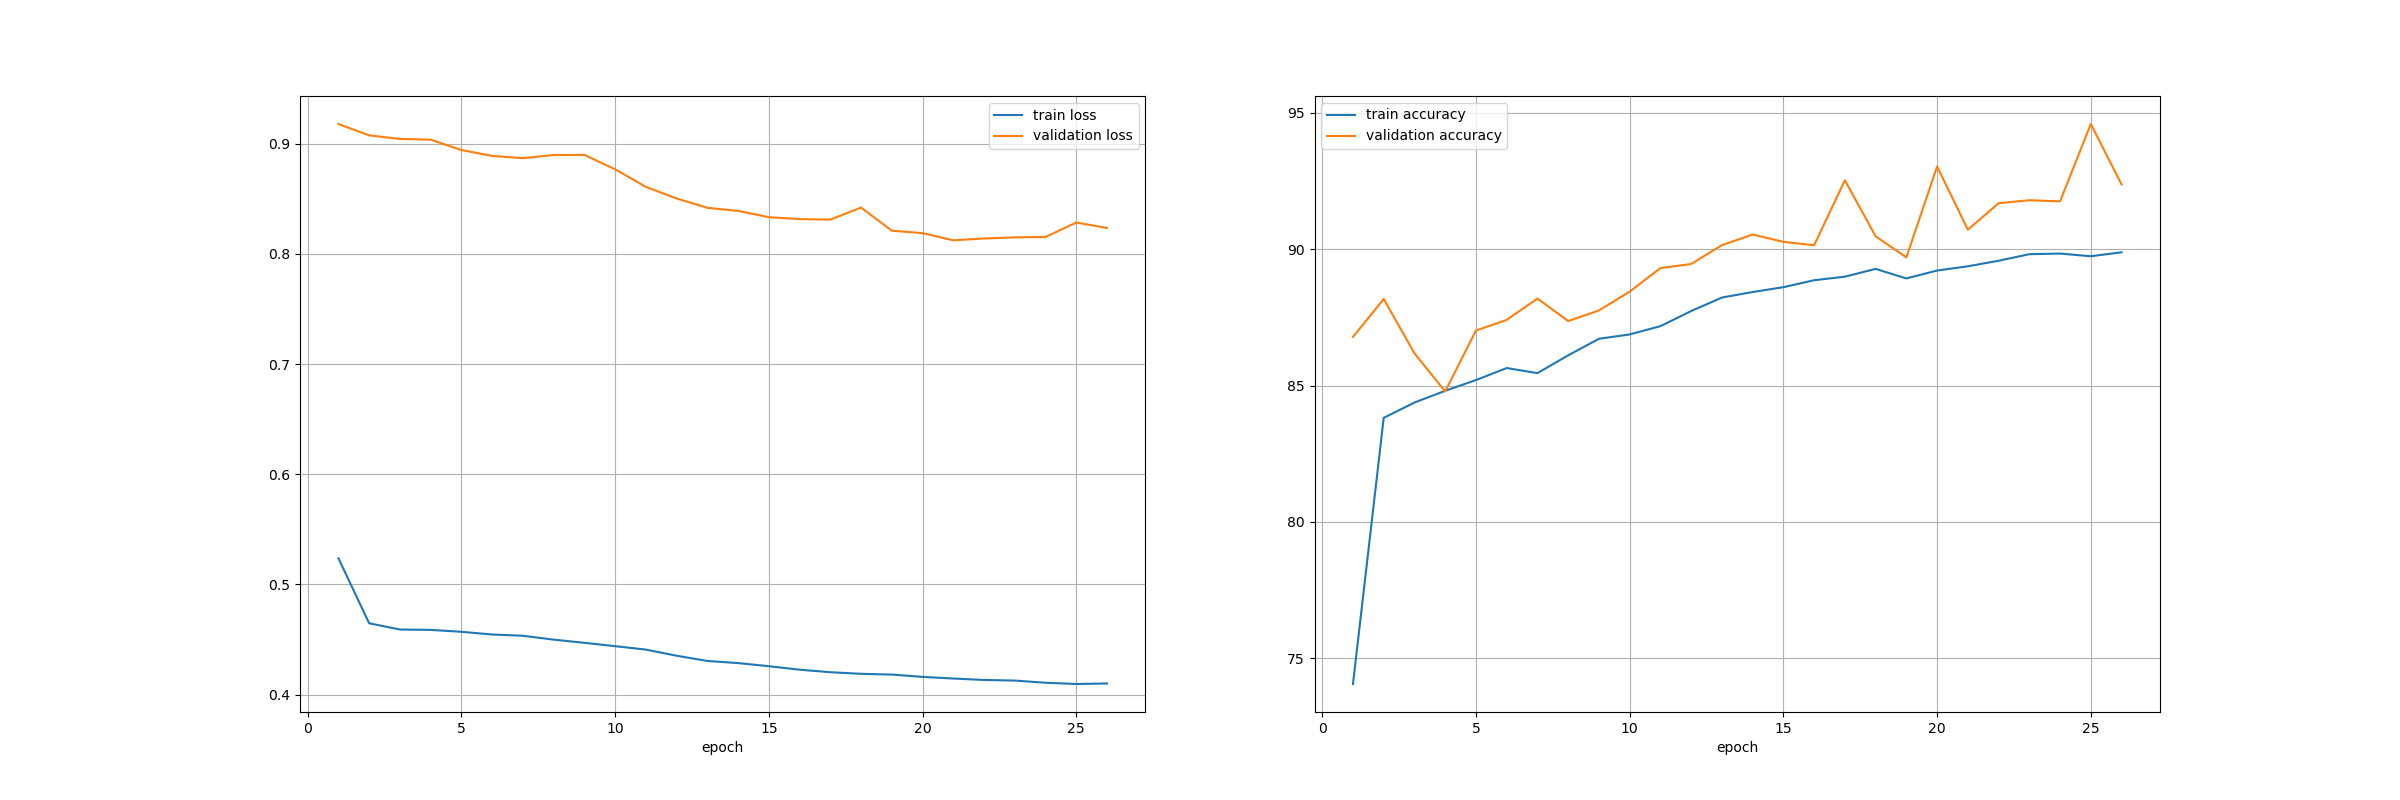 train loss
validation loss
0.9
0.8
0.7
0.6
0.5
0.4
0 5 10 15 20 25
epoch
train accuracy
validation accuracy
95
90
85
80
75
0 5 10 15 20 25
epoch